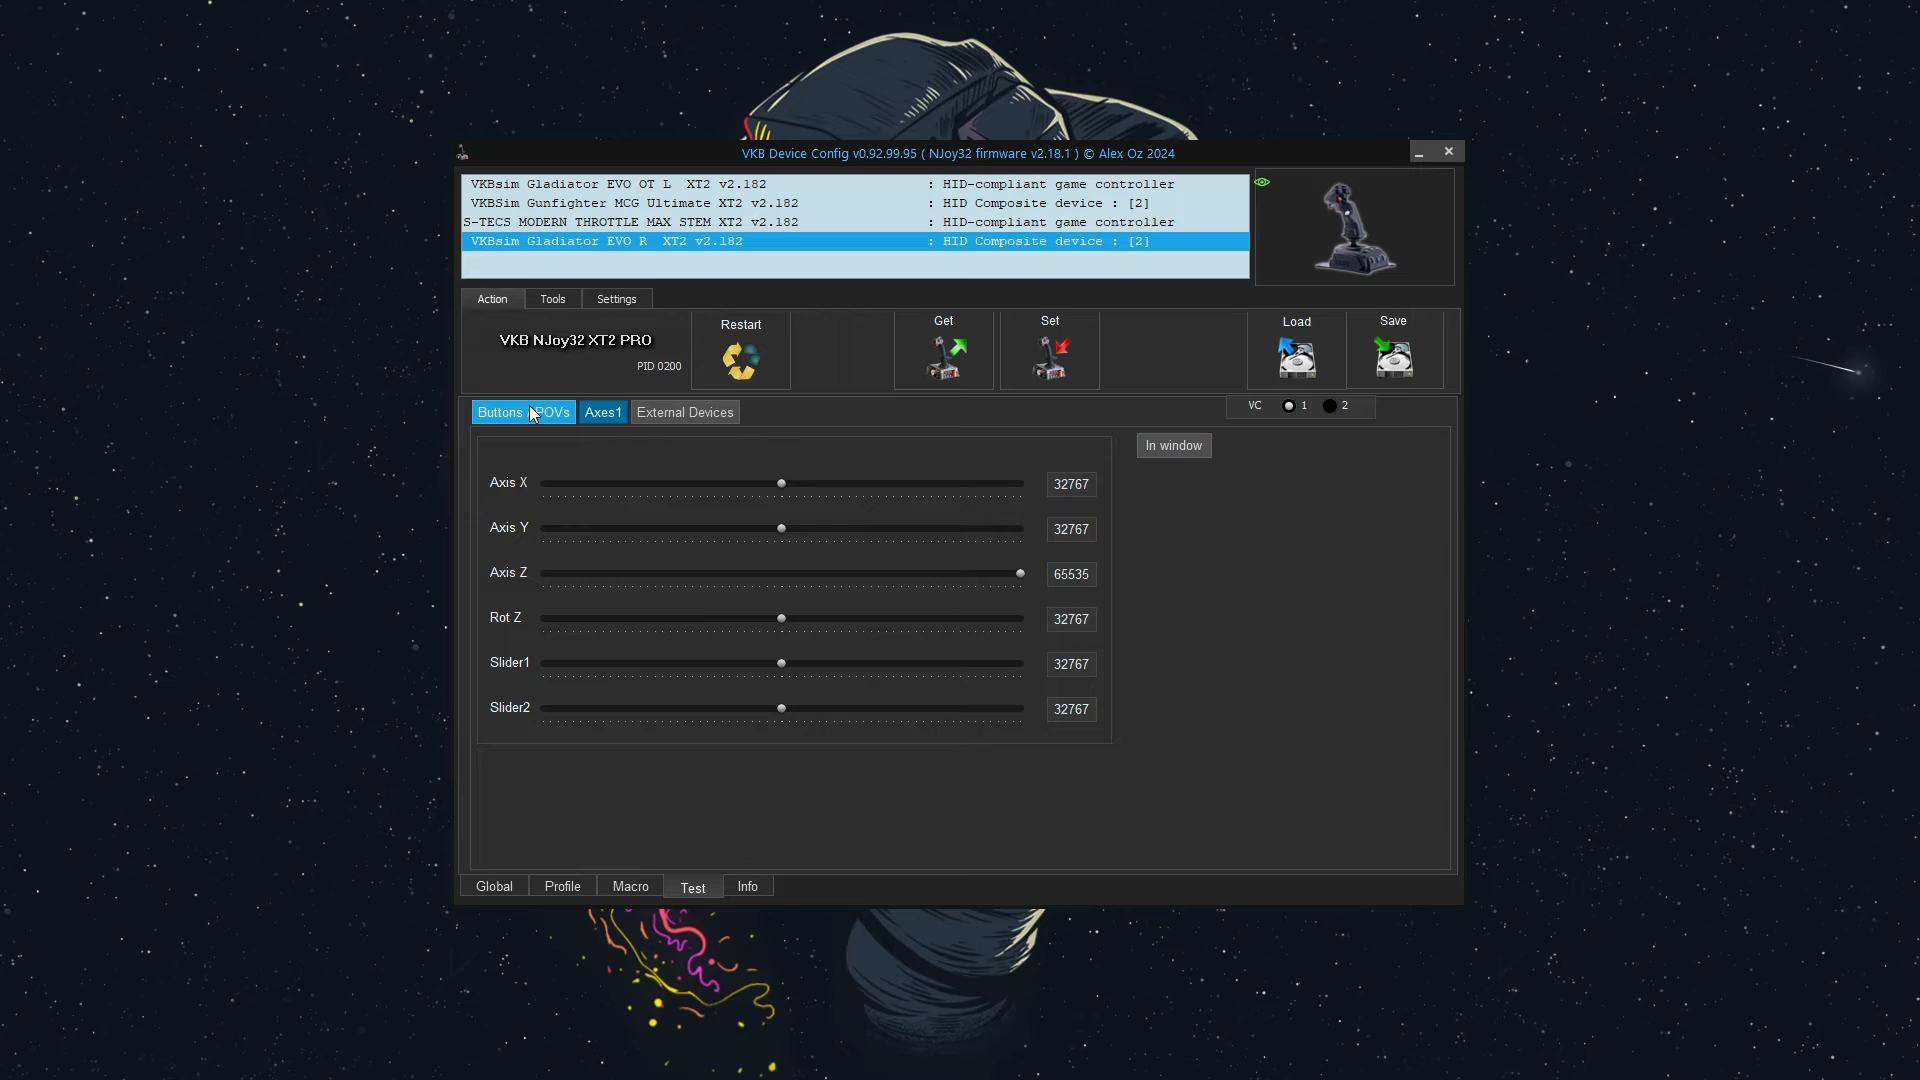 VKB Device Config v0.92.99.95 ( NJoy32 firmware v2.18.1 ) © Alex Oz 2024
VKBsim Gladiator EVO OT L XT2 v2.182 : HID-compliant game controller
VKBSim Gunfighter MCG Ultimate XT2 v2.182 : HID Composite device : [2]
S-TECS MODERN THROTTLE MAX STEM XT2 v2.182 : HID-compliant game controller
VKBsim Gladiator EVO R XT2 v2.182 : HID Composite device : [2]
Action Tools Settings
VKB NJoy32 XT2 PRO
PID 0200
Restart
Get
Set
Load
Save
Buttons / POVs Axes1 External Devices
VC 1 2
In window
Axis X 32767
Axis Y 32767
Axis Z 65535
Rot Z 32767
Slider1 32767
Slider2 32767
Global Profile Macro Test Info